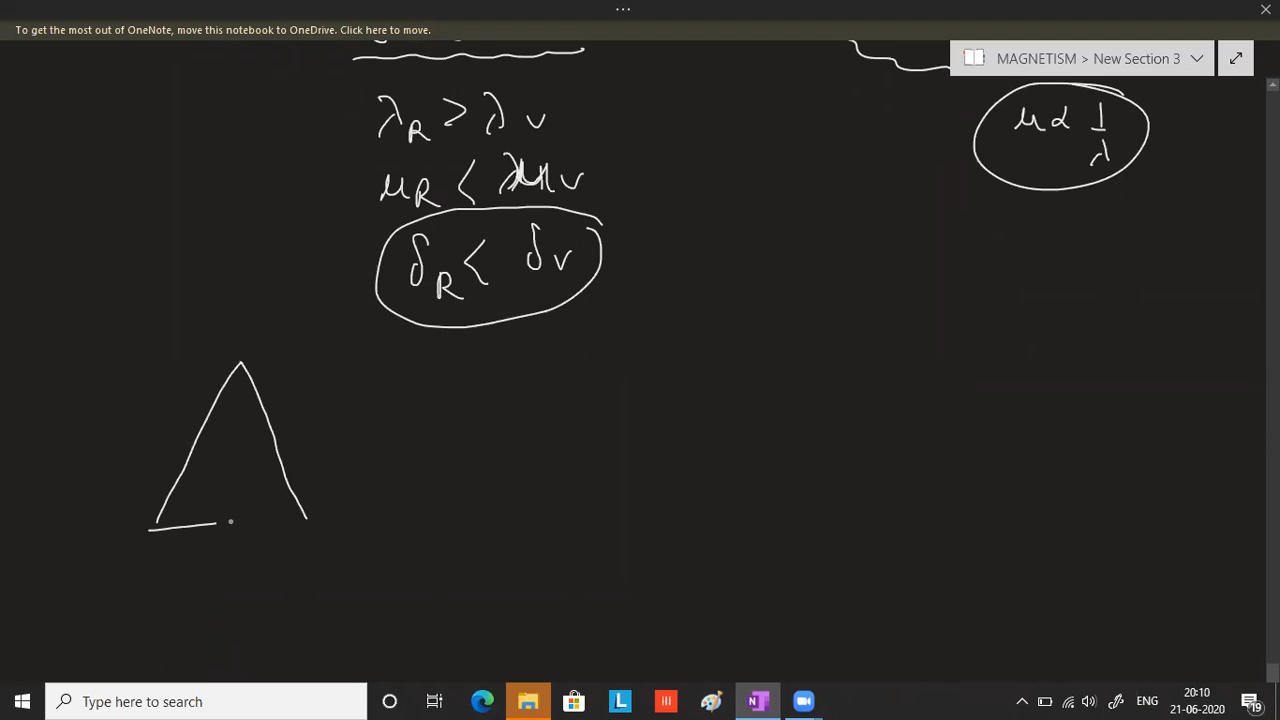 To get the most out of OneNote, move this notebook to OneDrive. Click here to move.
MAGNETISM > New Section 3
λR > λv
μR < μv
δR < δv
μ ∝ 1/λ
Type here to search
L
N
ENG
20:10
21-06-2020
19